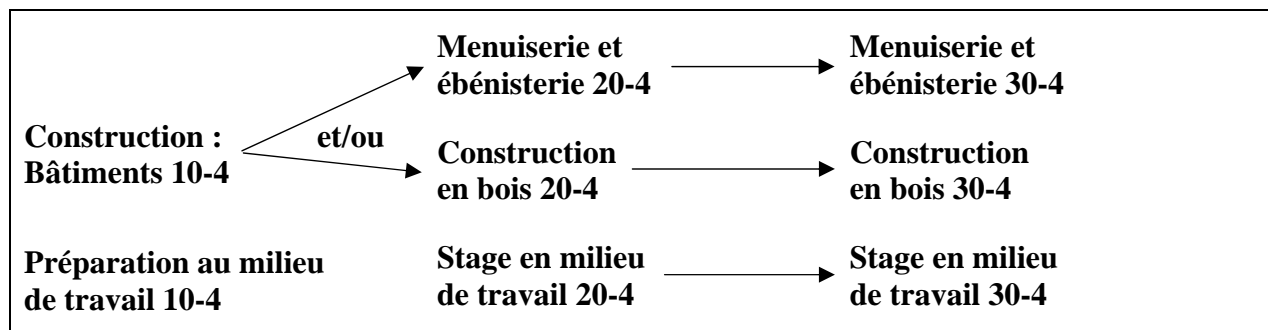 Menuiserie et
ébénisterie 20-4
Menuiserie et
ébénisterie 30-4
Construction :
Bâtiments 10-4
et/ou
Construction
en bois 20-4
Construction
en bois 30-4
Préparation au milieu
de travail 10-4
Stage en milieu
de travail 20-4
Stage en milieu
de travail 30-4